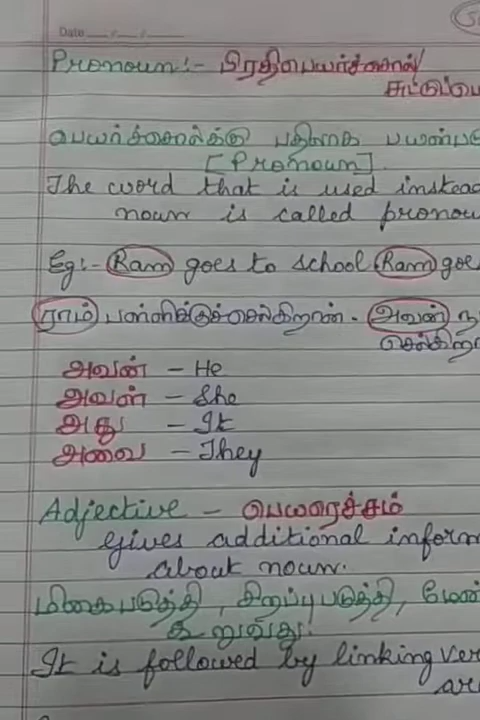 Date
Pronoun:- பிரதிபெயர்ச்சொல்/
சுட்டுப்பெ
பெயர்ச்சொல்க்கு பதிலாக பயன்படு
[Pronoun]
The word that is used instead
noun is called pronou
Eg:- Ram goes to school Ram goe
ராம் பள்ளிக்குச்செல்கிறான். அவன் ந
செல்கிறா
அவன் - He
அவள் - She
அது - It
அவை - They
Adjective - பெயரைச்சம்
Gives additional inform
about noun.
மிகைபடுத்தி, சிறப்புபடுத்தி, மேன்
கூறுவது.
It is followed by linking ver
are